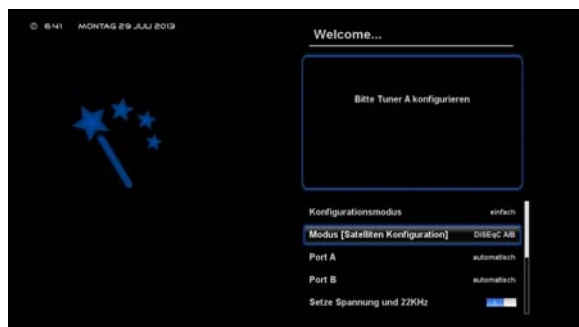 6:41 MONTAG 29 JULI 2013
Welcome...
Bitte Tuner A konfigurieren
Konfigurationsmodus einfach
Modus [Satelliten Konfiguration] DiSEqC A/B
Port A automatisch
Port B automatisch
Setze Spannung und 22KHz